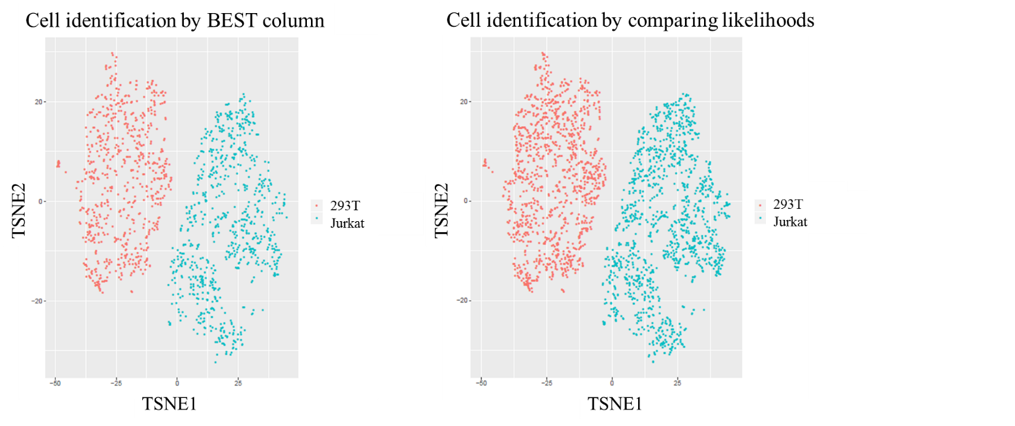 Cell identification by BEST column
Cell identification by comparing likelihoods
TSNE2
20
0
−20
−50
−25
0
25
TSNE1
293T
Jurkat
TSNE2
20
0
−20
−50
−25
0
25
TSNE1
293T
Jurkat